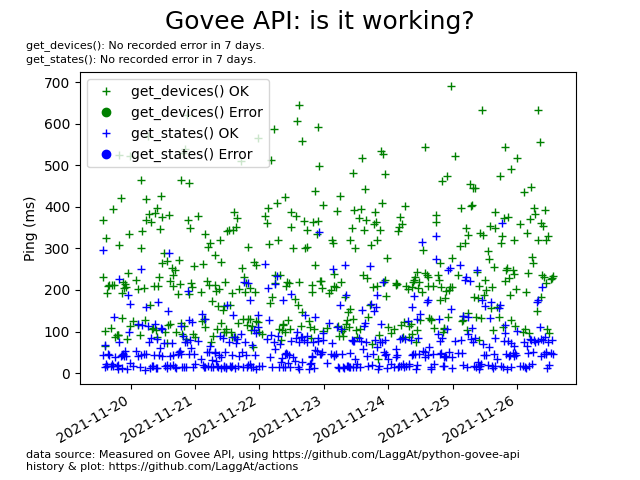 Govee API: is it working?
get_devices(): No recorded error in 7 days.
get_states(): No recorded error in 7 days.
get_devices() OK
get_devices() Error
get_states() OK
get_states() Error
Ping (ms)
700
600
500
400
300
200
100
0
2021-11-20
2021-11-21
2021-11-22
2021-11-23
2021-11-24
2021-11-25
2021-11-26
data source: Measured on Govee API, using https://github.com/LaggAt/python-govee-api
history & plot: https://github.com/LaggAt/actions